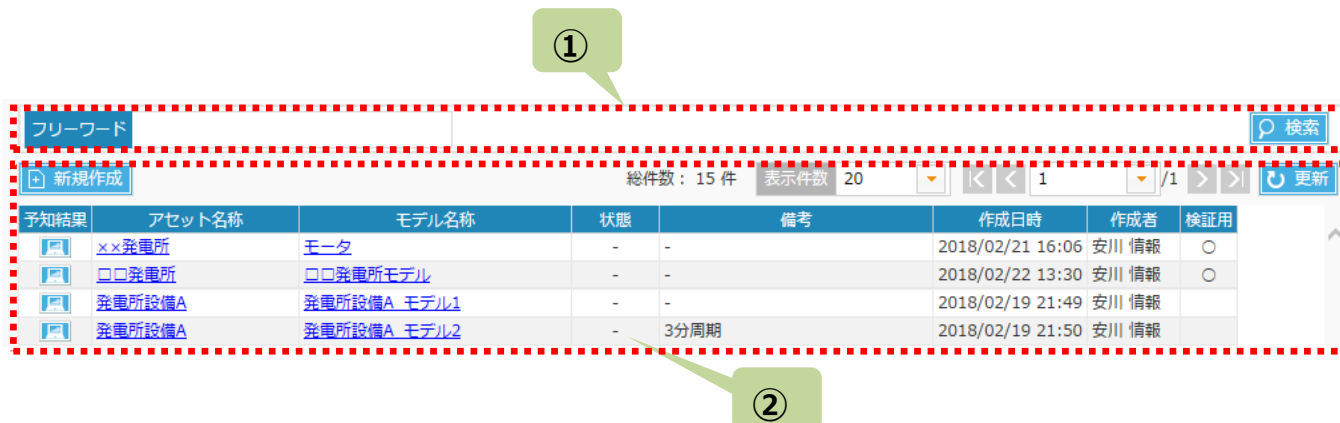 ①
フリーワード 検索
新規作成 総件数： 15 件 表示件数 20 1 /1 更新
予知結果 アセット名称 モデル名称 状態 備考 作成日時 作成者 検証用
××発電所 モータ - - 2018/02/21 16:06 安川 情報 ○
□□発電所 □□発電所モデル - - 2018/02/22 13:30 安川 情報 ○
発電所設備A 発電所設備A_モデル1 - - 2018/02/19 21:49 安川 情報
発電所設備A 発電所設備A_モデル2 - 3分周期 2018/02/19 21:50 安川 情報
②